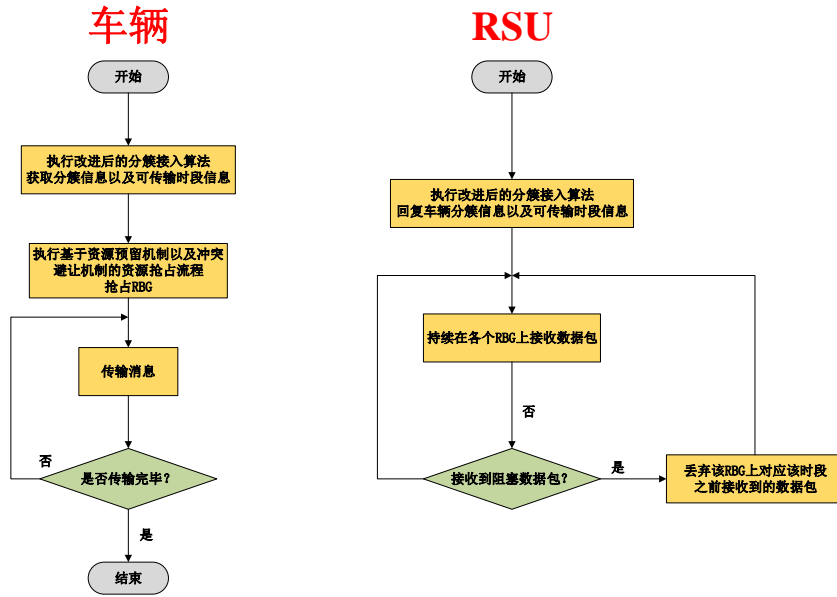 车辆
开始
执行改进后的分簇接入算法
获取分簇信息以及可传输时段信息
执行基于资源预留机制以及冲突
避让机制的资源抢占流程
抢占RBG
传输消息
否
是否传输完毕？
是
结束
RSU
开始
执行改进后的分簇接入算法
回复车辆分簇信息以及可传输时段信息
持续在各个RBG上接收数据包
否
接收到阻塞数据包？
是
丢弃该RBG上对应该时段
之前接收到的数据包